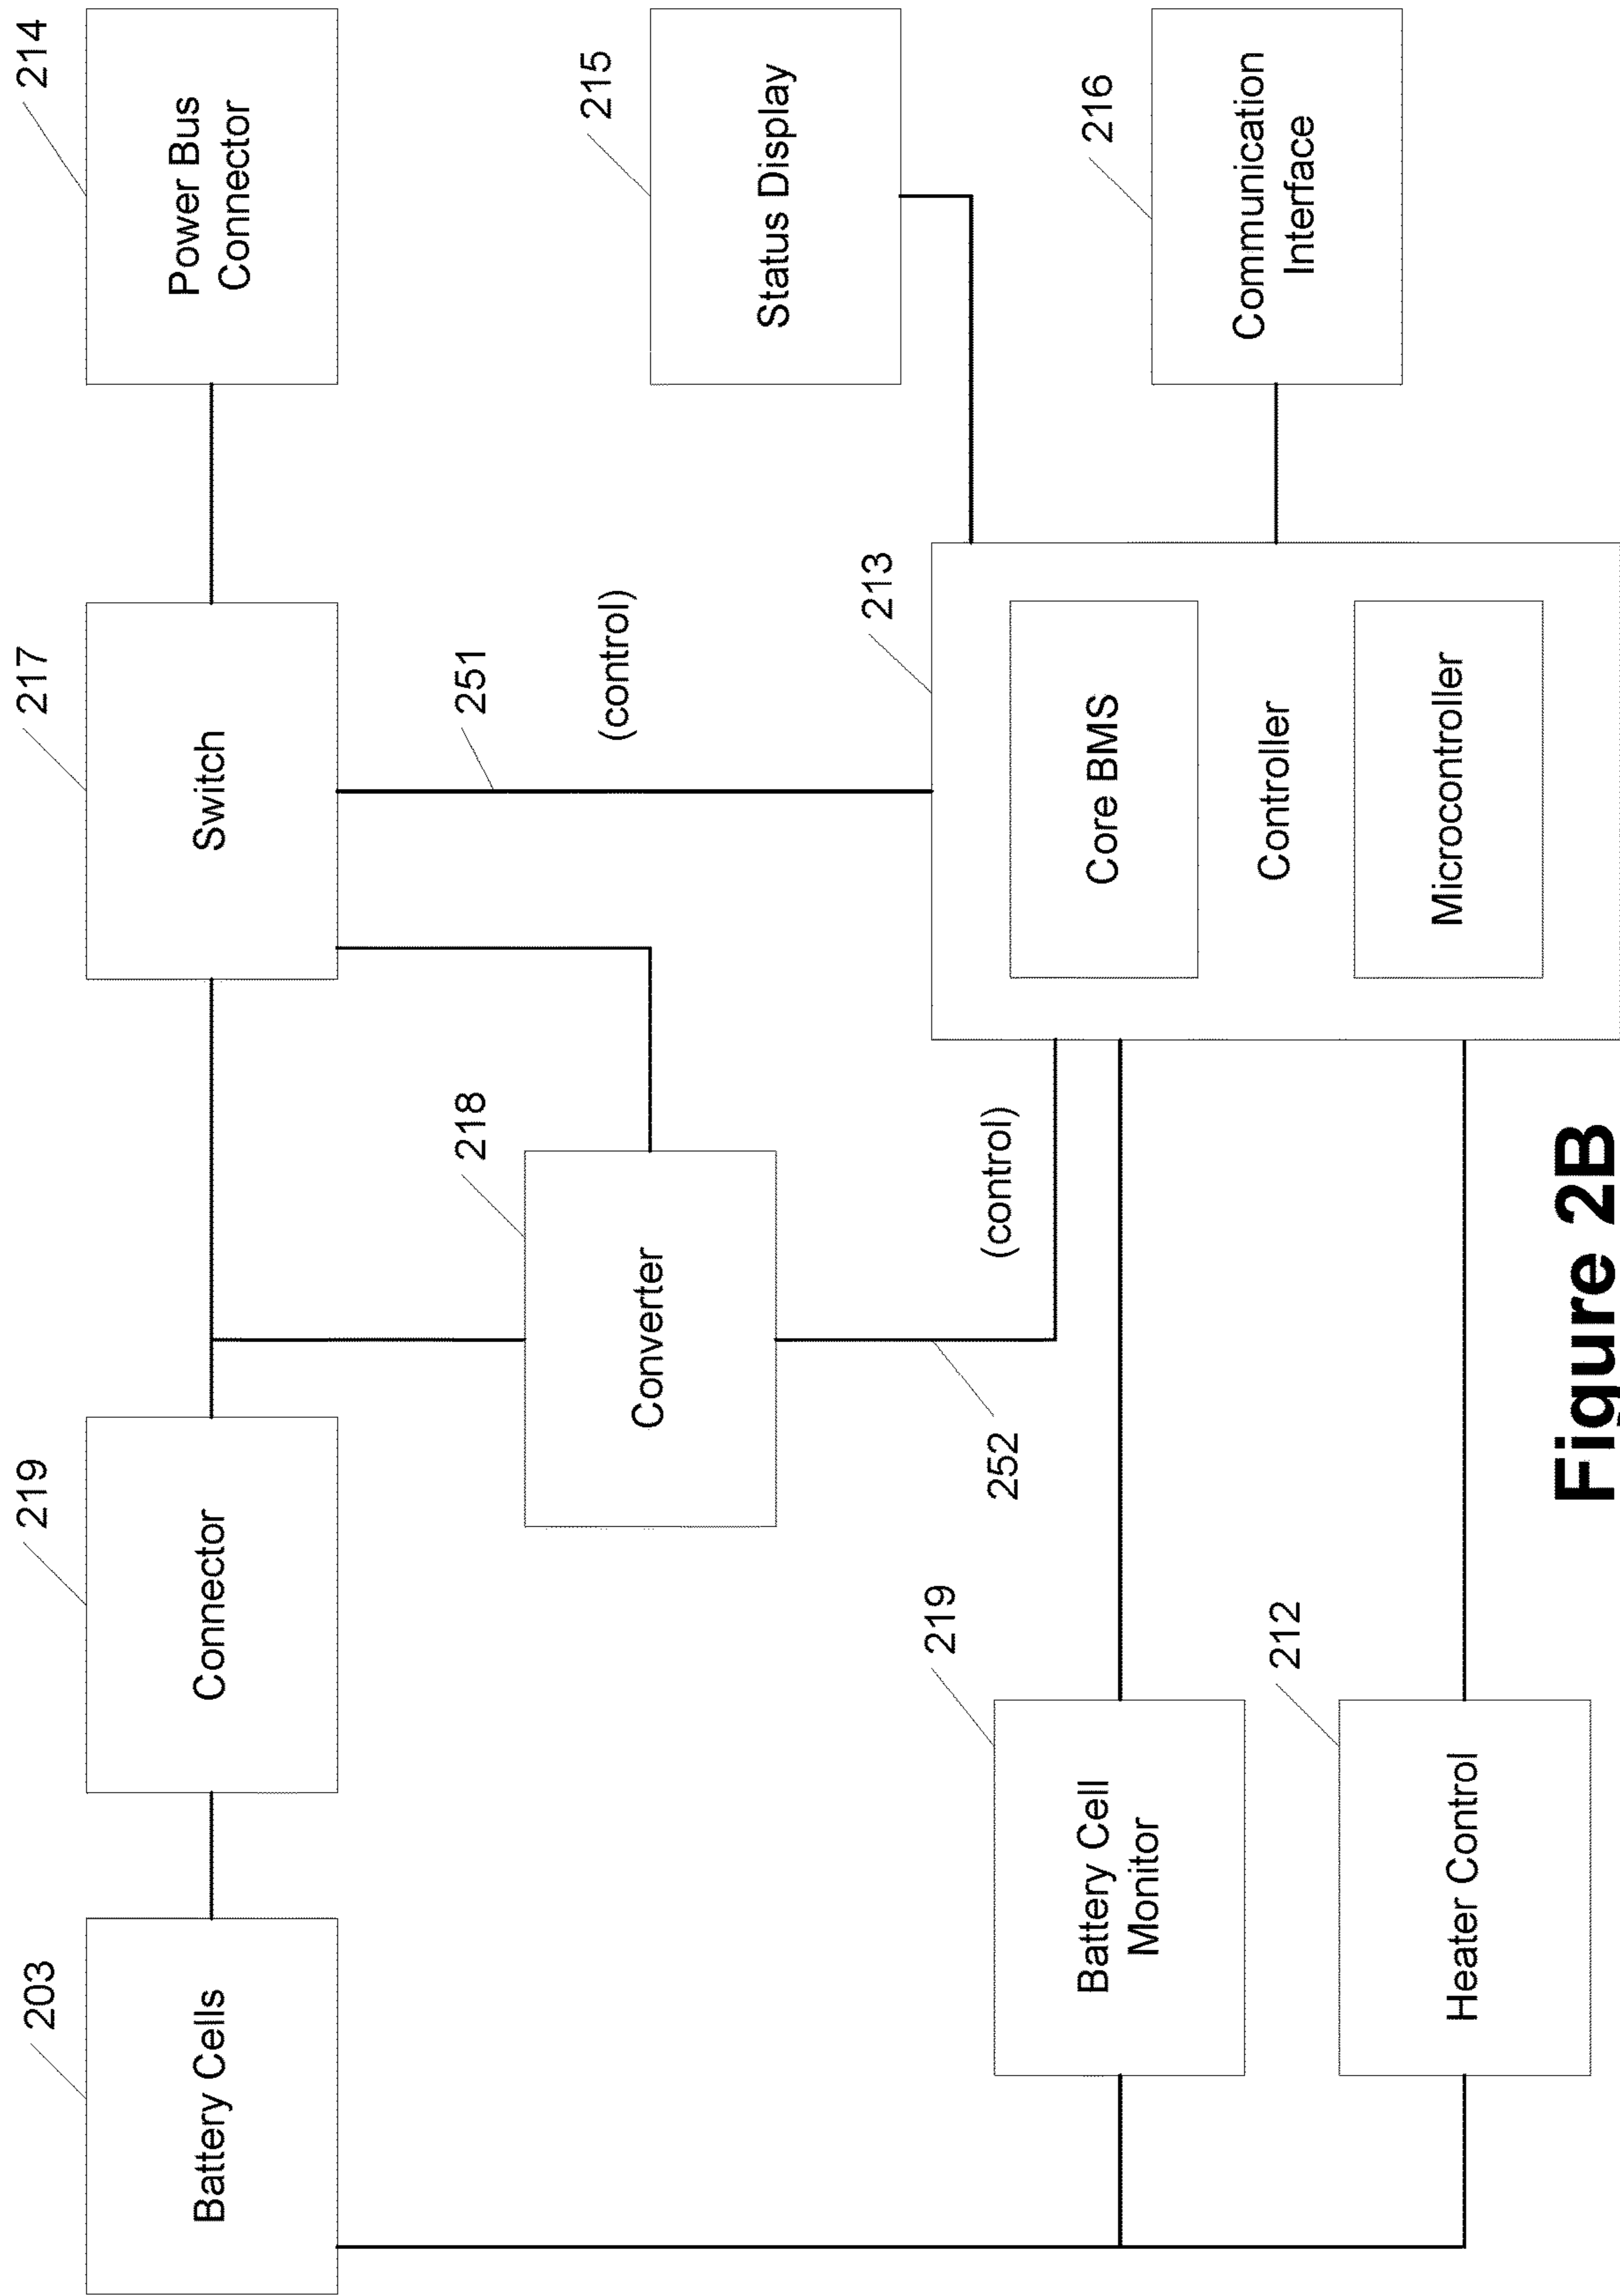 203
Battery Cells
219
Connector
217
Switch
214
Power Bus
Connector
218
Converter
251
(control)
215
Status Display
252
(control)
213
Core BMS
Controller
Microcontroller
216
Communication
Interface
219
Battery Cell
Monitor
212
Heater Control
Figure 2B